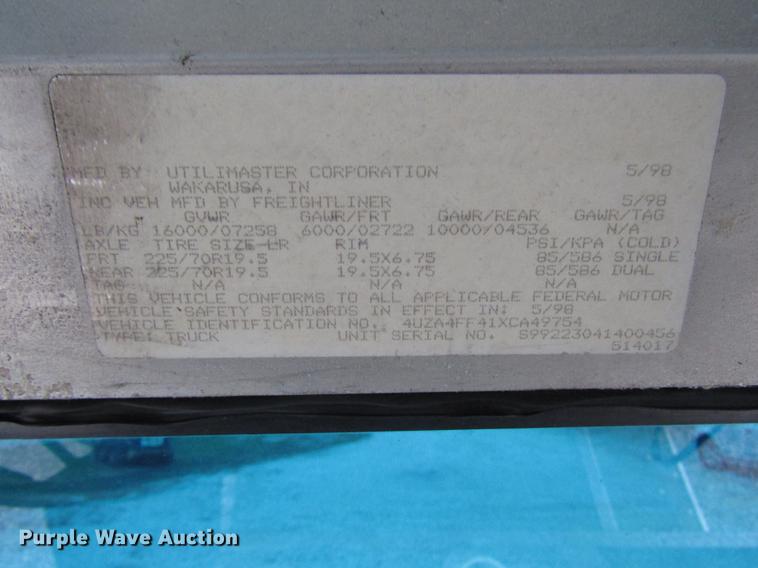 MFD BY UTILIMASTER CORPORATION 5/98
WAKARUSA, IN
INC VEH MFD BY FREIGHTLINER 5/98
GVWR GAWR/FRT GAWR/REAR GAWR/TAG
LB/KG 16000/07258 6000/02722 10000/04536 N/A
AXLE TIRE SIZE-LR RIM PSI/KPA (COLD)
FRT 225/70R19.5 19.5X6.75 85/586 SINGLE
REAR 225/70R19.5 19.5X6.75 85/586 DUAL
TAG N/A N/A N/A
THIS VEHICLE CONFORMS TO ALL APPLICABLE FEDERAL MOTOR
VEHICLE SAFETY STANDARDS IN EFFECT IN: 5/98
VEHICLE IDENTIFICATION NO. 4UZA4FF41XCA49754
TYPE: TRUCK UNIT SERIAL NO. S99223041400456
514017
Purple Wave Auction